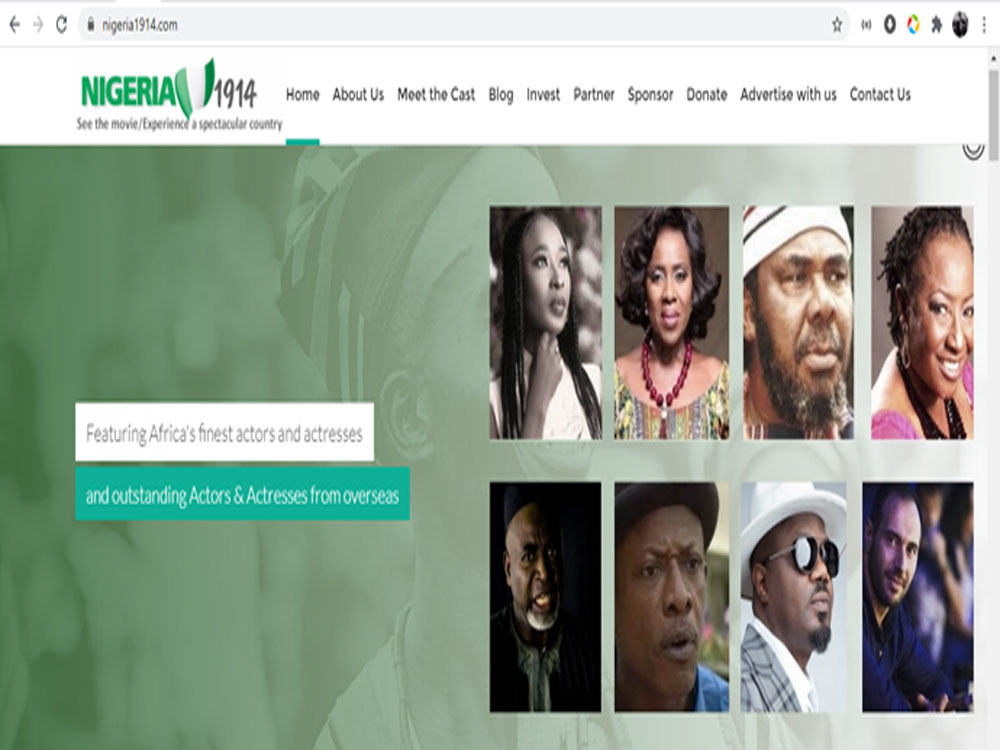 nigeria1914.com
NIGERIA 1914
See the movie/Experience a spectacular country
Home About Us Meet the Cast Blog Invest Partner Sponsor Donate Advertise with us Contact Us
Featuring Africa's finest actors and actresses
and outstanding Actors & Actresses from overseas